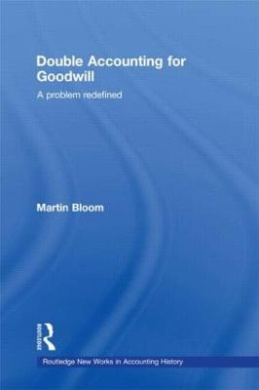 Double Accounting for
Goodwill
A problem redefined
Martin Bloom
ROUTLEDGE
Routledge New Works in Accounting History